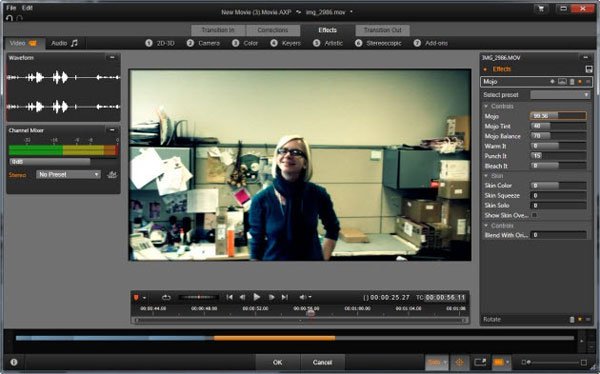 File Edit
New Movie (3).Movie.AXP img_2986.mov
Transition In Corrections Effects Transition Out
Video Audio 1 2D-3D 2 Camera 3 Color 4 Keyers 5 Artistic 6 Stereoscopic 7 Add-ons
Waveform
Channel Mixer
0dB
Stereo No Preset
IMG_2986.MOV
Effects
Mojo
Select preset
Controls
Mojo 99.36
Mojo Tint 40
Mojo Balance 70
Warm It 0
Punch It 15
Bleach It 0
Skin
Skin Color 0
Skin Squeeze 0
Skin Solo 0
Show Skin Ove...
Controls
Blend With Ori... 0
Rotate
[] 00:00:25.27 TC 00:00:56.11
00:00:44.00 00:00:48.00 00:00:52.00 00:00:56.00 00:01:00.00 00:01:04.00 00:01:08
OK Cancel
Solo